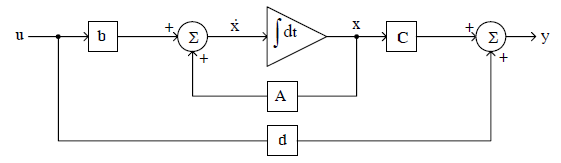 u b + Σ + ẋ ∫dt x C + Σ + y
A
d